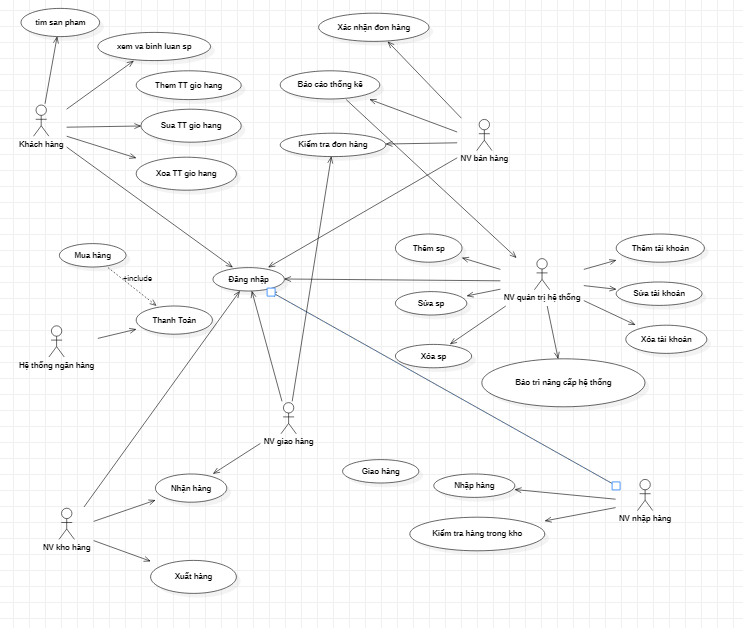 tim san pham
xem va binh luan sp
Them TT gio hang
Sua TT gio hang
Xoa TT gio hang
Khách hàng
Xác nhận đơn hàng
Báo cáo thống kê
Kiểm tra đơn hàng
NV bán hàng
Mua hàng
+include
Thanh Toán
Hệ thống ngân hàng
Đăng nhập
Thêm sp
Sửa sp
Xóa sp
NV quản trị hệ thống
Thêm tài khoản
Sửa tài khoản
Xóa tài khoản
Bảo trì nâng cấp hệ thống
NV giao hàng
Giao hàng
Nhận hàng
NV kho hàng
Xuất hàng
Nhập hàng
Kiểm tra hàng trong kho
NV nhập hàng